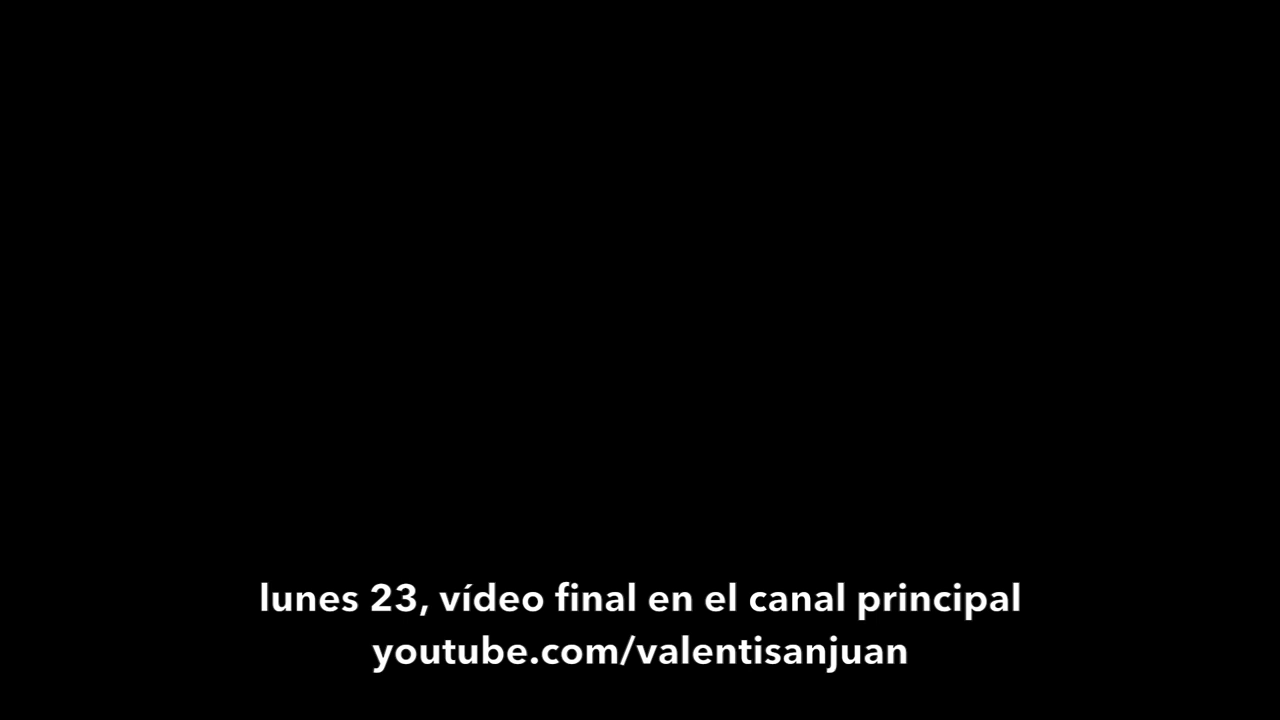 lunes 23, vídeo final en el canal principal
youtube.com/valentisanjuan